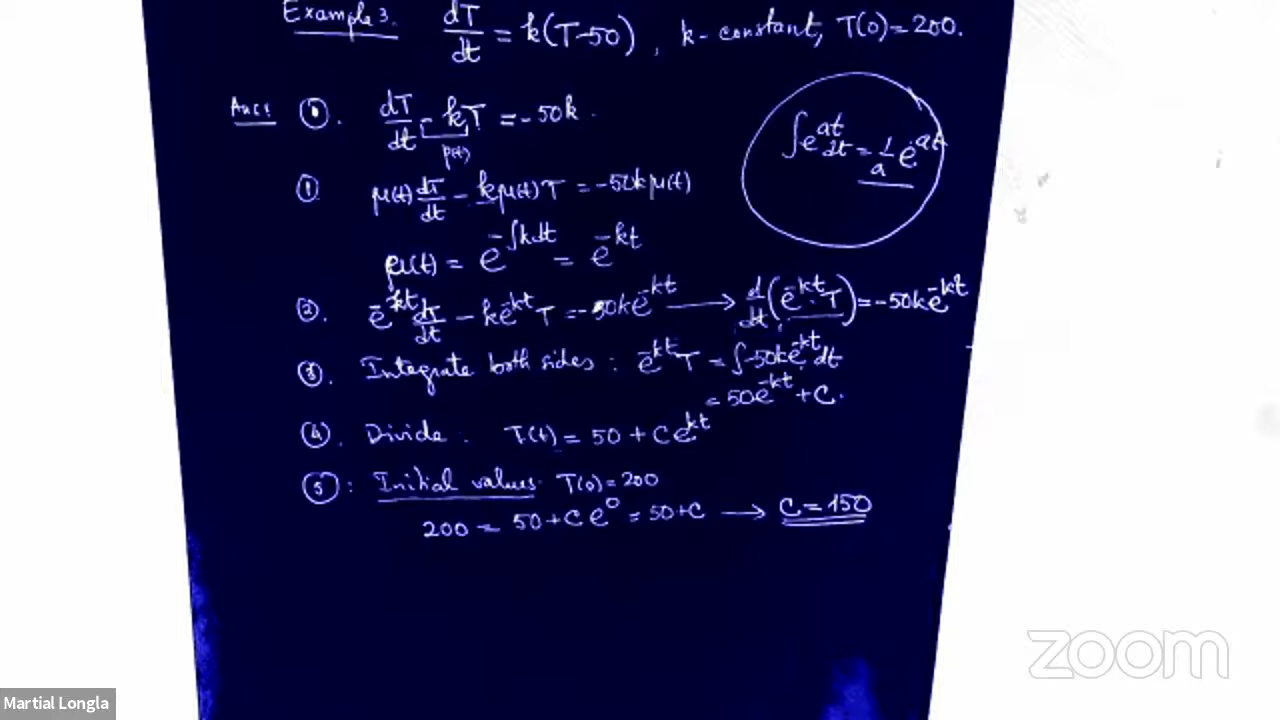 Example 3. dT/dt = k(T-50), k- constant, T(0)=200.
Ans: ⓪. dT/dt - kT = -50k.
p(t)
∫e^{at}dt = 1/a e^{at}
①. μ(t)dT/dt - kμ(t)T = -50kμ(t)
μ(t) = e^{-∫kdt} = e^{-kt}
②. e^{-kt}dT/dt - ke^{-kt}T = -50ke^{-kt} → d/dt(e^{-kt}·T) = -50ke^{-kt}
③. Integrate both sides: e^{-kt}T = ∫-50ke^{-kt}dt
= 50e^{-kt} + C.
④. Divide: T(t) = 50 + Ce^{kt}
⑤: Initial values. T(0)=200
200 = 50+Ce^0 = 50+C → C=150
zoom
Martial Longla